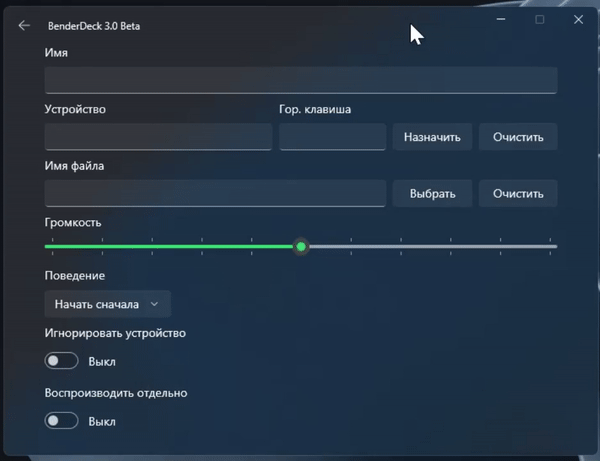 BenderDeck 3.0 Beta
Имя
Устройство Гор. клавиша
Назначить Очистить
Имя файла
Выбрать Очистить
Громкость
Поведение
Начать сначала
Игнорировать устройство
Выкл
Воспроизводить отдельно
Выкл